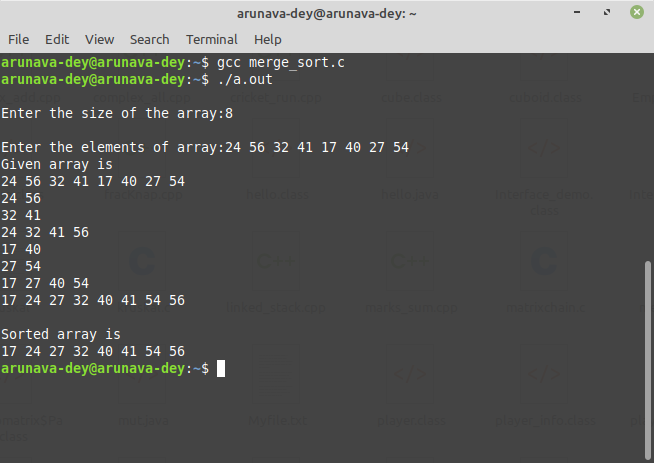 arunava-dey@arunava-dey: ~
File Edit View Search Terminal Help
arunava-dey@arunava-dey:~$ gcc merge_sort.c
arunava-dey@arunava-dey:~$ ./a.out
Enter the size of the array:8
Enter the elements of array:24 56 32 41 17 40 27 54
Given array is
24 56 32 41 17 40 27 54
24 56
32 41
24 32 41 56
17 40
27 54
17 27 40 54
17 24 27 32 40 41 54 56
Sorted array is
17 24 27 32 40 41 54 56
arunava-dey@arunava-dey:~$